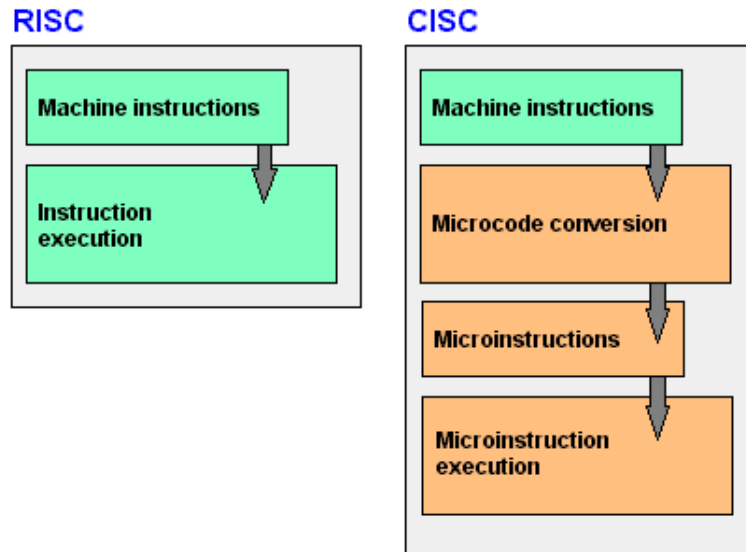 RISC
Machine instructions
Instruction
execution
CISC
Machine instructions
Microcode conversion
Microinstructions
Microinstruction
execution